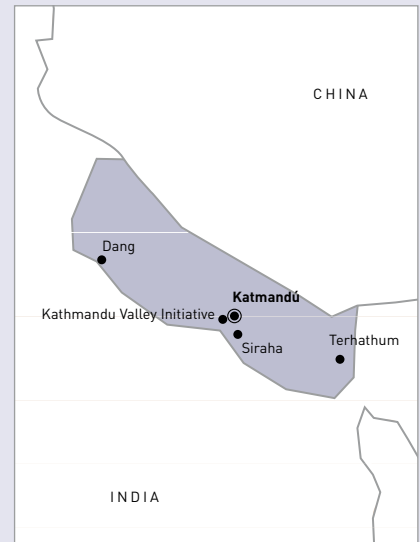 CHINA
Dang
Katmandú
Kathmandu Valley Initiative
Siraha
Terhathum
INDIA